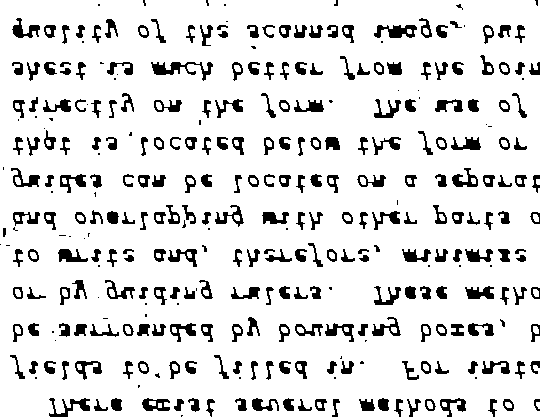 There exist several methods to d
fields to be filled in. For insta
be surrounded by bounding boxes, b
or by guiding rulers. These metho
to write and, therefore, minimize
and overlapping with other parts o
guides can be located on a separat
that is located below the form or
directly on the form. The use of
sheet is much better from the poin
quality of the scanned image, but